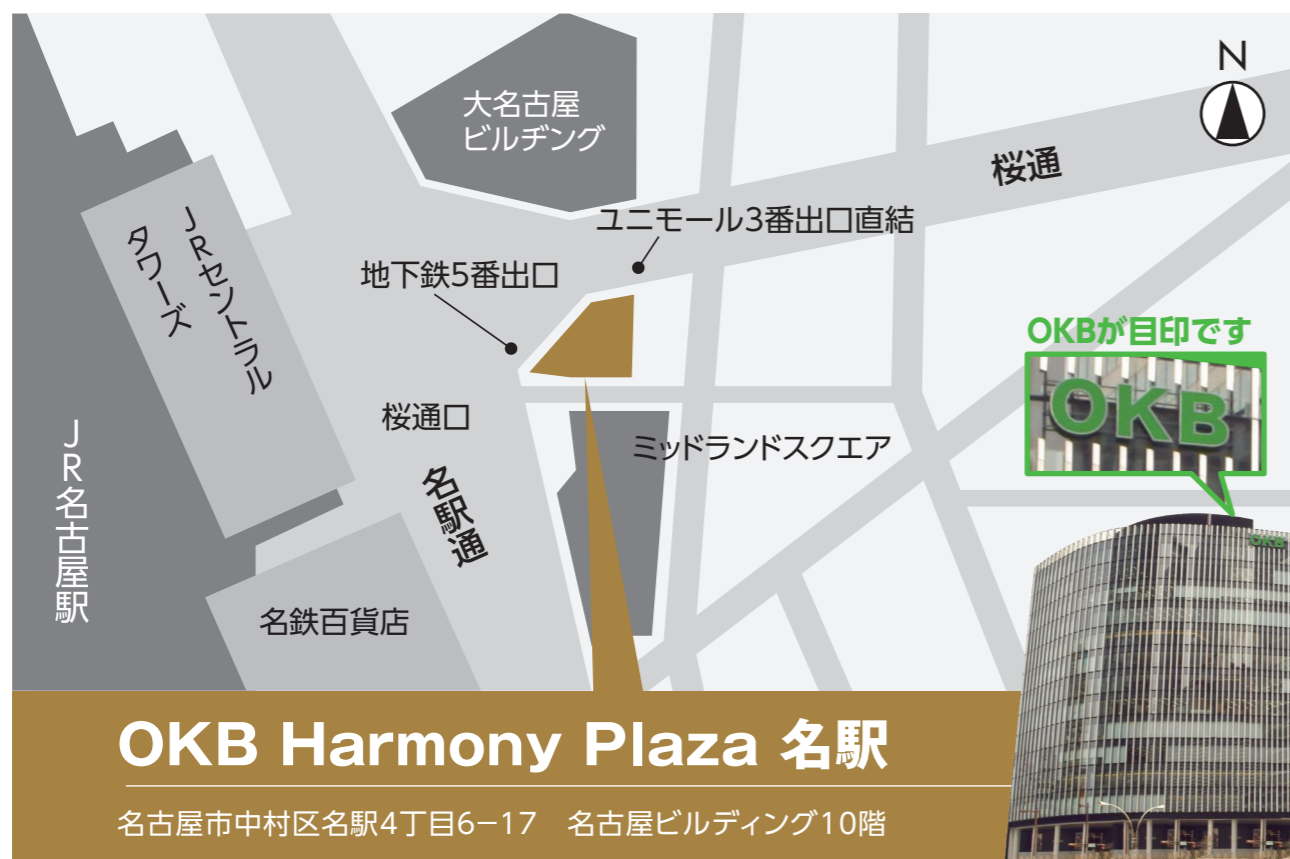 大名古屋
ビルヂング
N
桜通
ユニモール3番出口直結
地下鉄5番出口
JRセントラル
タワーズ
OKBが目印です
OKB
桜通口
ミッドランドスクエア
名駅通
JR名古屋駅
名鉄百貨店
OKB
OKB Harmony Plaza 名駅
名古屋市中村区名駅4丁目6−17　名古屋ビルディング10階